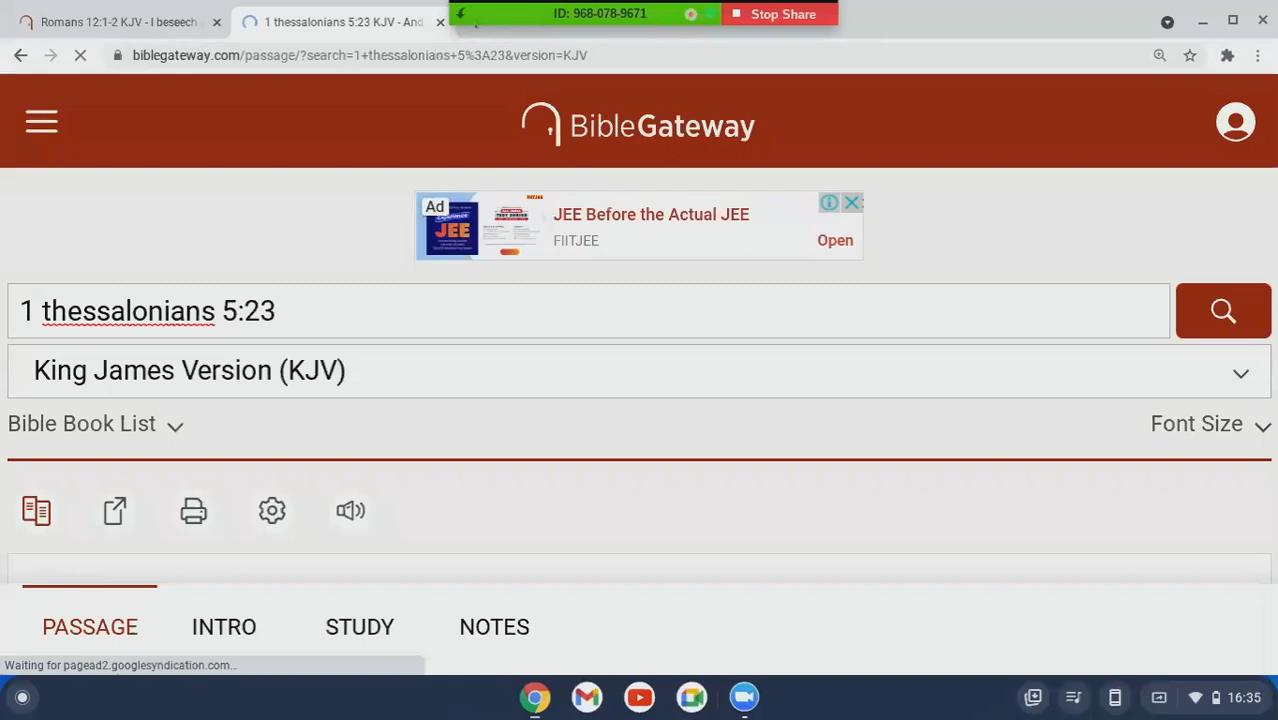 Romans 12:1-2 KJV - I beseech
1 thessalonians 5:23 KJV - And
ID: 968-078-9671
Stop Share
biblegateway.com/passage/?search=1+thessalonians+5%3A23&version=KJV
BibleGateway
Ad
JEE
JEE Before the Actual JEE
FIITJEE
Open
1 thessalonians 5:23
King James Version (KJV)
Bible Book List
Font Size
PASSAGE INTRO STUDY NOTES
Waiting for pagead2.googlesyndication.com...
16:35